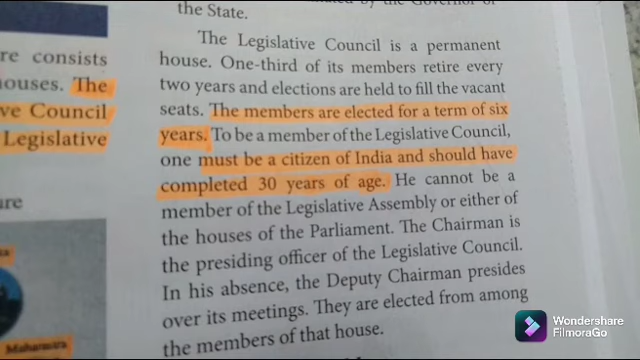 the State.
re consists
ouses. The
ve Council
Legislative
ure
Maharastra
The Legislative Council is a permanent
house. One-third of its members retire every
two years and elections are held to fill the vacant
seats. The members are elected for a term of six
years. To be a member of the Legislative Council,
one must be a citizen of India and should have
completed 30 years of age. He cannot be a
member of the Legislative Assembly or either of
the houses of the Parliament. The Chairman is
the presiding officer of the Legislative Council.
In his absence, the Deputy Chairman presides
over its meetings. They are elected from among
the members of that house.
Wondershare
FilmoraGo